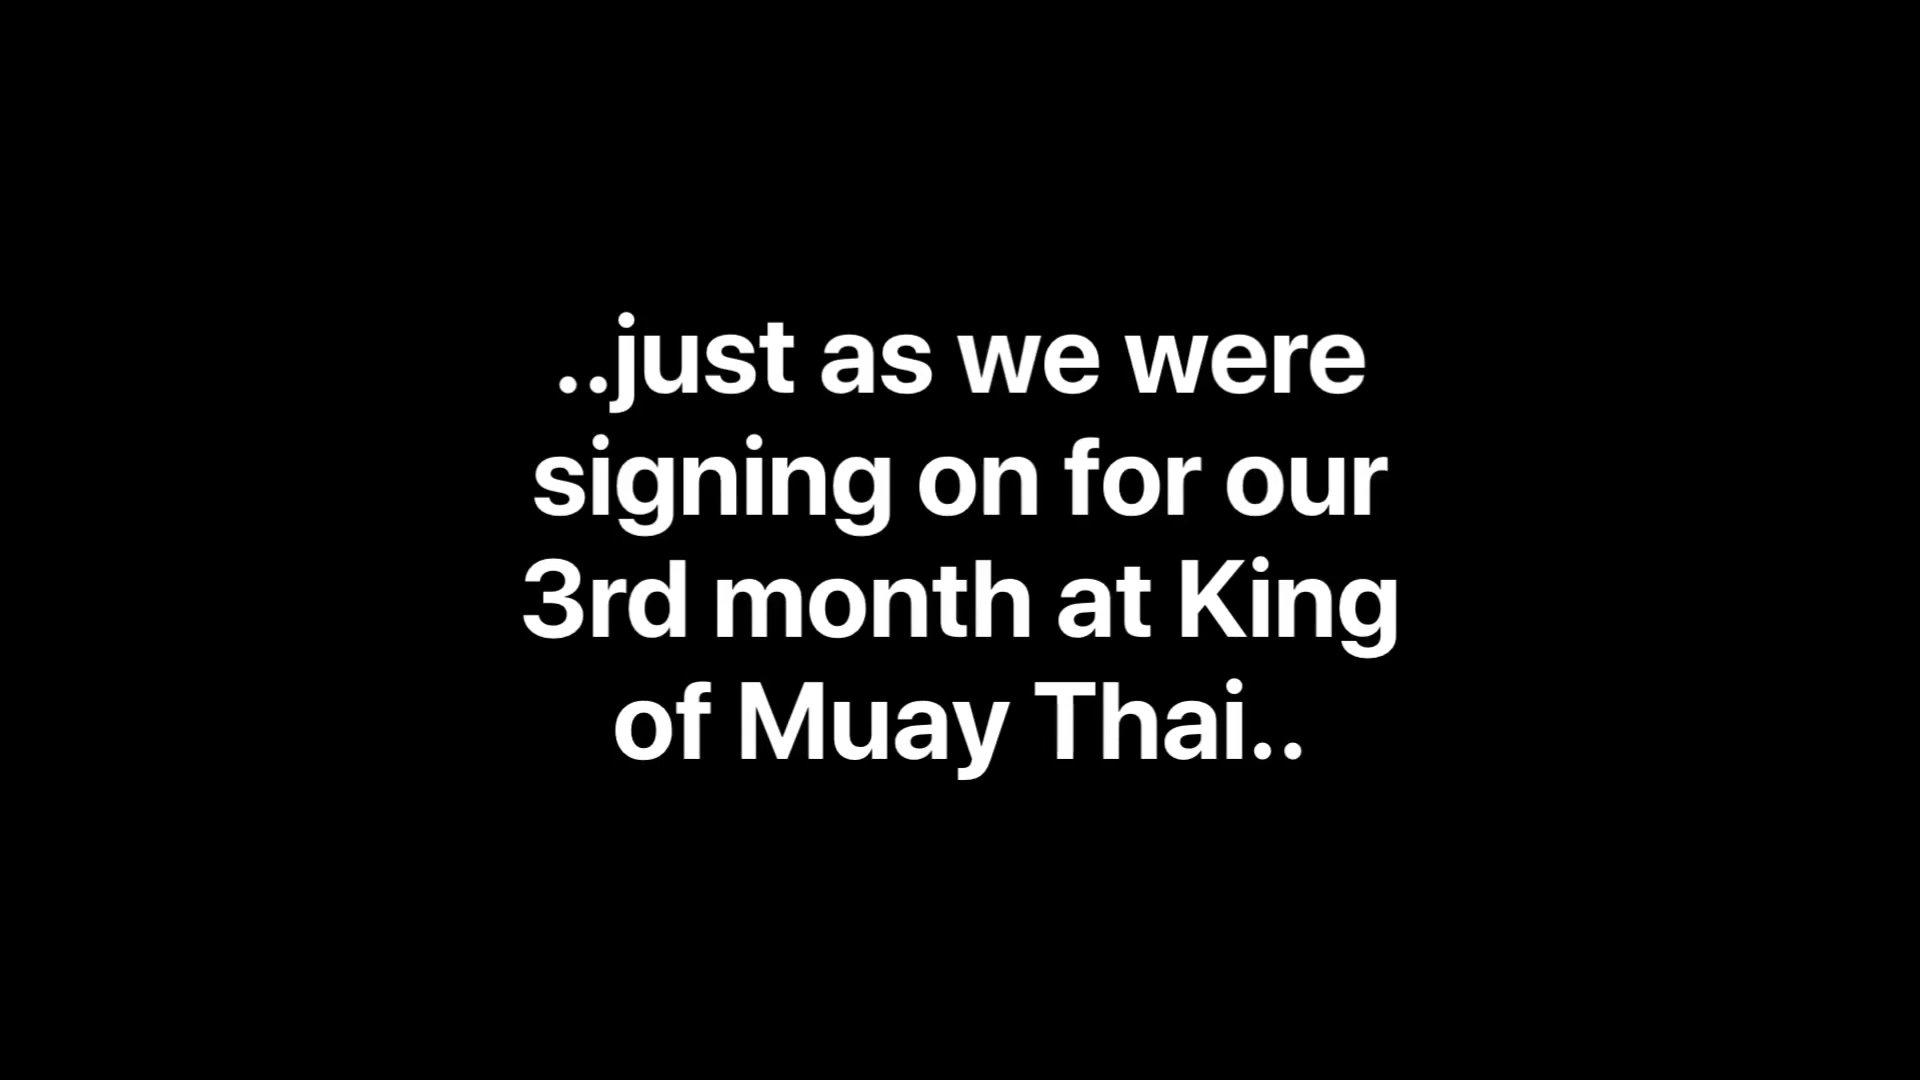 ..just as we were
signing on for our
3rd month at King
of Muay Thai..